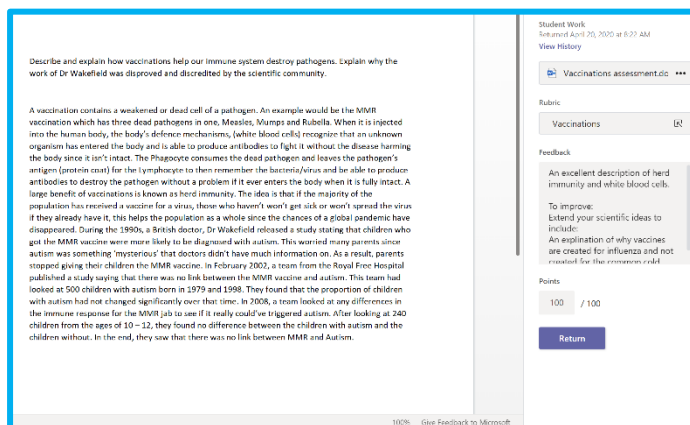 Describe and explain how vaccinations help our immune system destroy pathogens. Explain why the
work of Dr Wakefield was disproved and discredited by the scientific community.
A vaccination contains a weakened or dead cell of a pathogen. An example would be the MMR
vaccination which has three dead pathogens in one, Measles, Mumps and Rubella. When it is injected
into the human body, the body's defence mechanisms, (white blood cells) recognize that an unknown
organism has entered the body and is able to produce antibodies to fight it without the disease harming
the body since it isn't intact. The Phagocyte consumes the dead pathogen and leaves the pathogen's
antigen (protein coat) for the Lymphocyte to then remember the bacteria/virus and be able to produce
antibodies to destroy the pathogen without a problem if it ever enters the body when it is fully intact. A
large benefit of vaccinations is known as herd immunity. The idea is that if the majority of the
population has received a vaccine for a virus, those who haven't won't get sick or won't spread the virus
if they already have it, this helps the population as a whole since the chances of a global pandemic have
disappeared. During the 1990s, a British doctor, Dr Wakefield released a study stating that children who
got the MMR vaccine were more likely to be diagnosed with autism. This worried many parents since
autism was something 'mysterious' that doctors didn't have much information on. As a result, parents
stopped giving their children the MMR vaccine. In February 2002, a team from the Royal Free Hospital
published a study saying that there was no link between the MMR vaccine and autism. This team had
looked at 500 children with autism born in 1979 and 1998. They found that the proportion of children
with autism had not changed significantly over that time. In 2008, a team looked at any differences in
the immune response for the MMR jab to see if it really could've triggered autism. After looking at 240
children from the ages of 10 – 12, they found no difference between the children with autism and the
children without. In the end, they saw that there was no link between MMR and Autism.
100% Give Feedback to Microsoft
Student Work
Returned April 20, 2020 at 8:22 AM
View History
Vaccinations assessment.do •••
Rubric
Vaccinations
Feedback
An excellent description of herd
immunity and white blood cells.
To improve:
Extend your scientific ideas to
include:
An explination of why vaccines
are created for influenza and not
created for the common cold
Points
100 / 100
Return